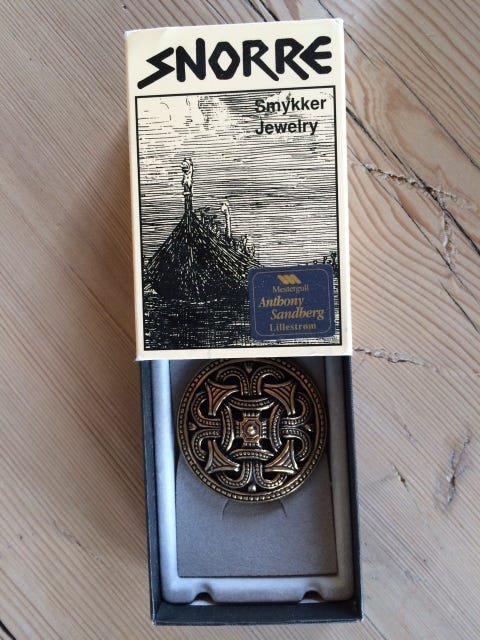 SNORRE
Smykker
Jewelry
Mestergull
Anthony
Sandberg
Lillestrøm